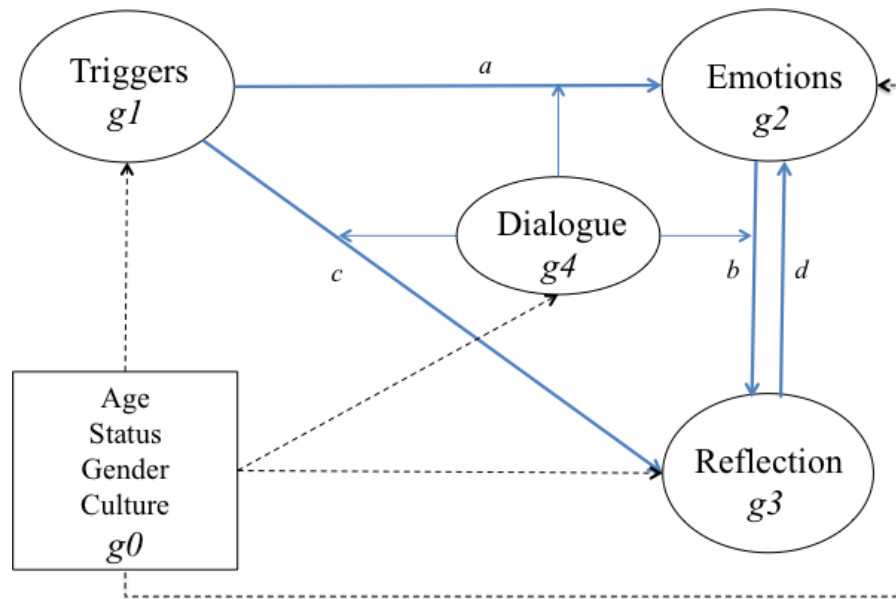 Triggers
g1
a
Emotions
g2
Dialogue
g4
c
b
d
Age
Status
Gender
Culture
g0
Reflection
g3